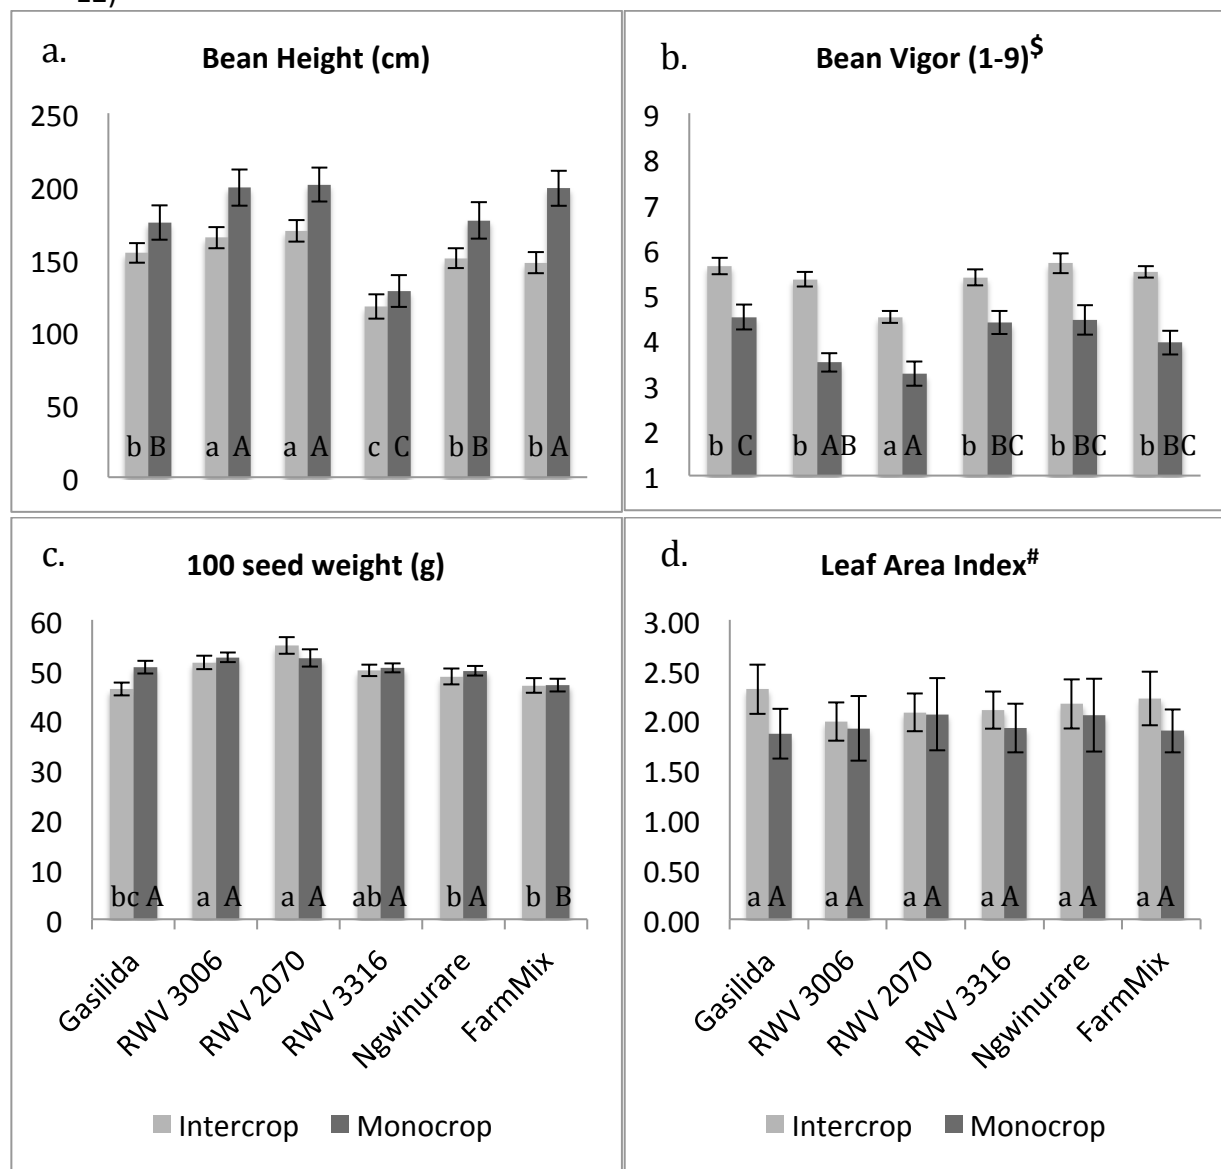 12)
a.
Bean Height (cm)
250
200
150
100
50
0
b B a A a A c C b B b A
b.
Bean Vigor (1-9)$
9
8
7
6
5
4
3
2
1
b C b AB a A b BC b BC b BC
c.
100 seed weight (g)
60
50
40
30
20
10
0
bc A a A a A ab A b A b B
Gasilida
RWV 3006
RWV 2070
RWV 3316
Ngwinurare
FarmMix
Intercrop Monocrop
d.
Leaf Area Index#
3.00
2.50
2.00
1.50
1.00
0.50
0.00
a A a A a A a A a A a A
Gasilida
RWV 3006
RWV 2070
RWV 3316
Ngwinurare
FarmMix
Intercrop Monocrop